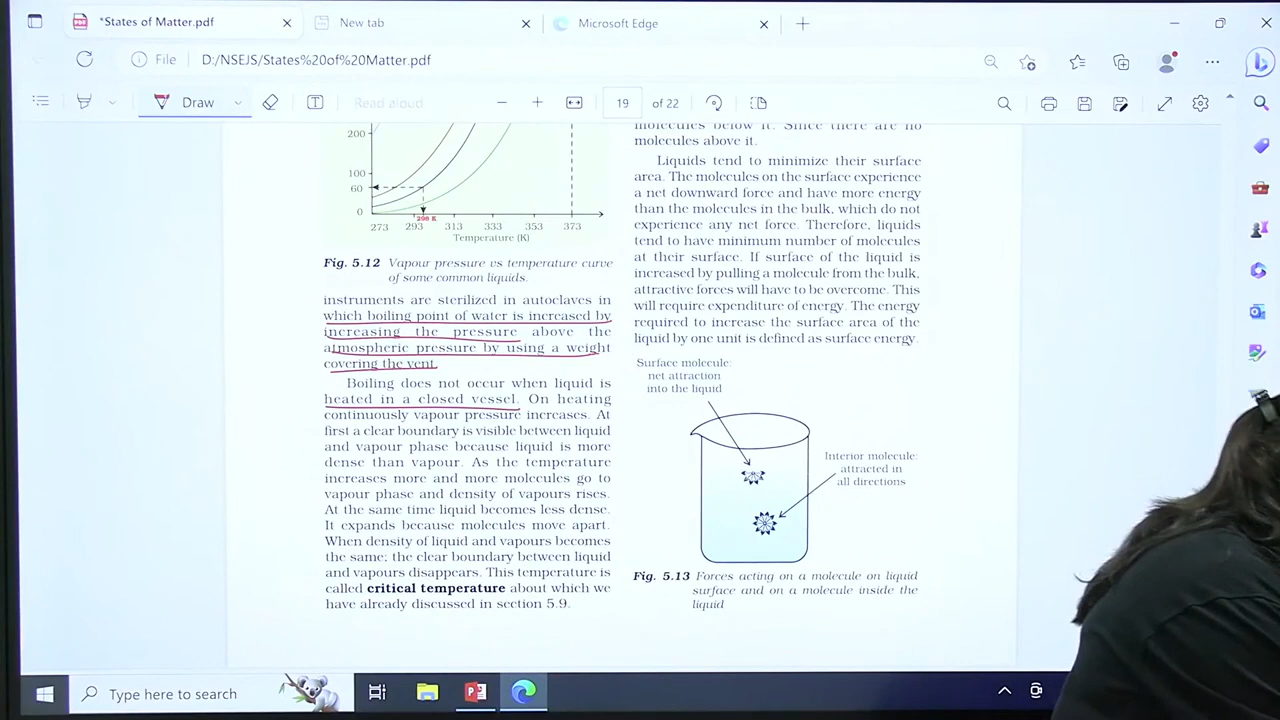 *States of Matter.pdf
New tab
Microsoft Edge
File
D:/NSEJS/States%20of%20Matter.pdf
Draw
Read aloud
19
of 22
200
100
60
0
298 K
273
293
313
333
353
373
Temperature (K)
Fig. 5.12 Vapour pressure vs temperature curve
of some common liquids.
instruments are sterilized in autoclaves in
which boiling point of water is increased by
increasing the pressure above the
atmospheric pressure by using a weight
covering the vent.
Boiling does not occur when liquid is
heated in a closed vessel. On heating
continuously vapour pressure increases. At
first a clear boundary is visible between liquid
and vapour phase because liquid is more
dense than vapour. As the temperature
increases more and more molecules go to
vapour phase and density of vapours rises.
At the same time liquid becomes less dense.
It expands because molecules move apart.
When density of liquid and vapours becomes
the same; the clear boundary between liquid
and vapours disappears. This temperature is
called critical temperature about which we
have already discussed in section 5.9.
molecules below it. Since there are no
molecules above it.
Liquids tend to minimize their surface
area. The molecules on the surface experience
a net downward force and have more energy
than the molecules in the bulk, which do not
experience any net force. Therefore, liquids
tend to have minimum number of molecules
at their surface. If surface of the liquid is
increased by pulling a molecule from the bulk,
attractive forces will have to be overcome. This
will require expenditure of energy. The energy
required to increase the surface area of the
liquid by one unit is defined as surface energy.
Surface molecule:
net attraction
into the liquid
Interior molecule:
attracted in
all directions
Fig. 5.13 Forces acting on a molecule on liquid
surface and on a molecule inside the
liquid
Type here to search